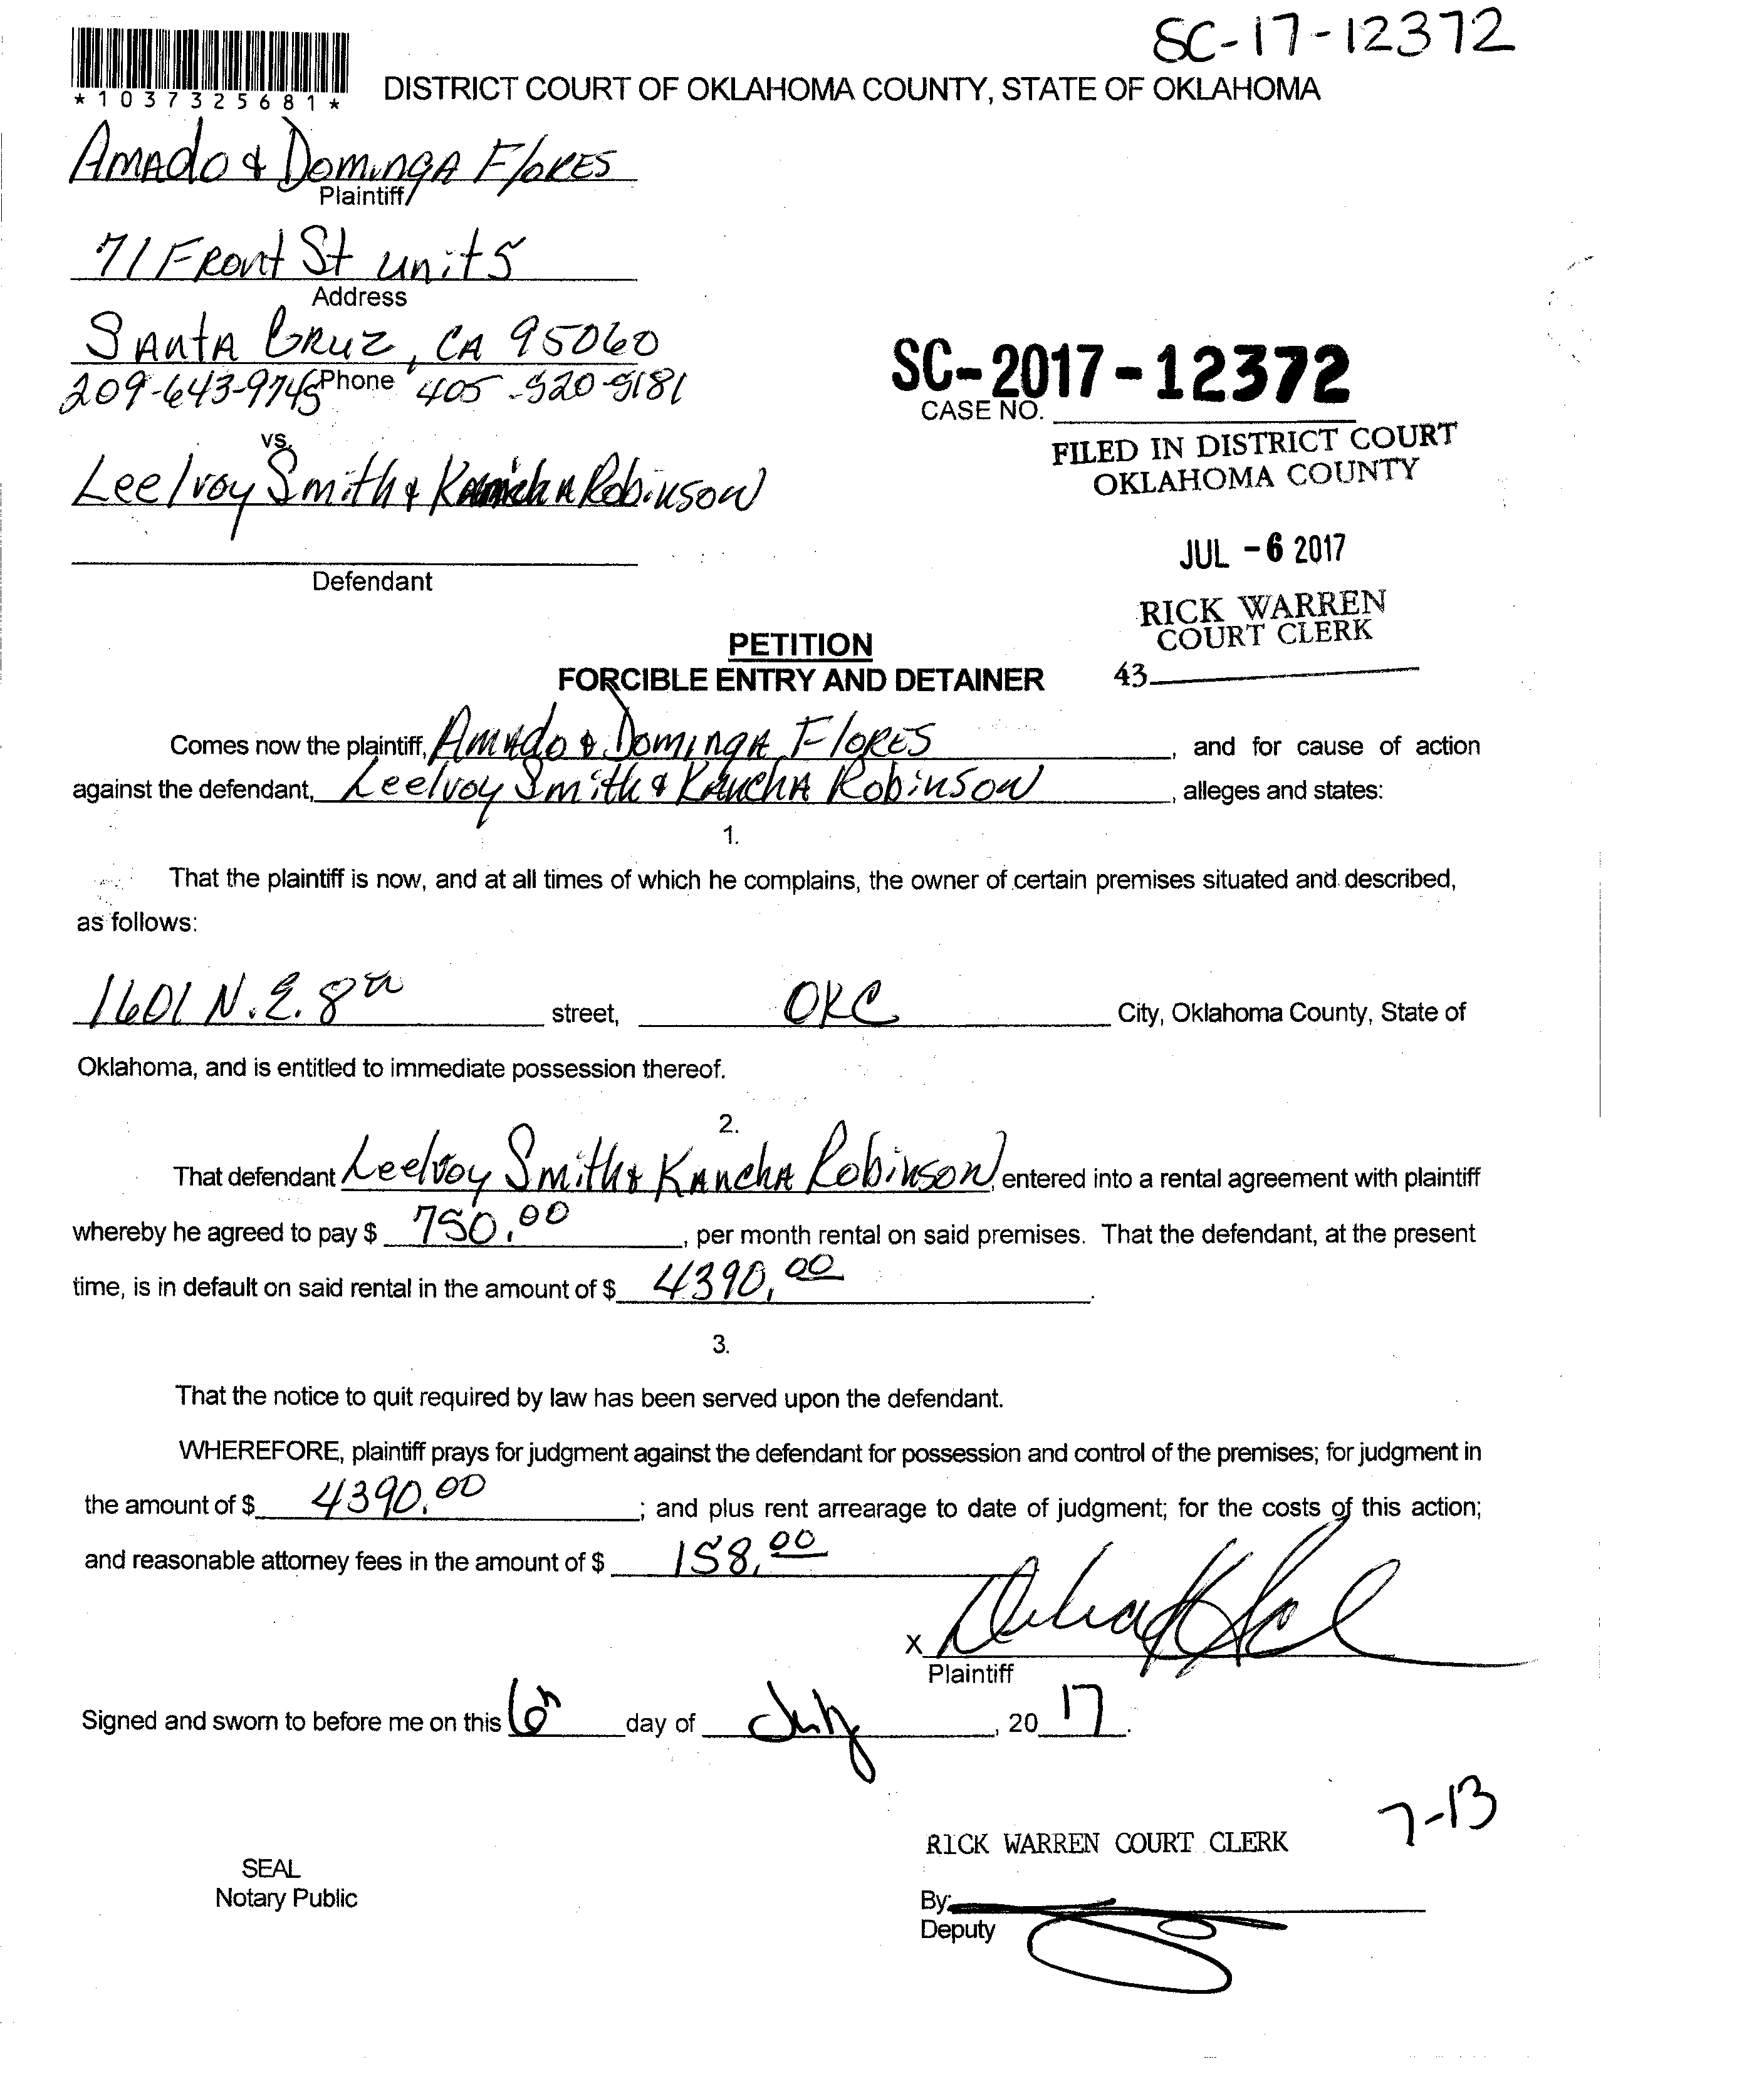 SC-17-12372
*1037325681*
DISTRICT COURT OF OKLAHOMA COUNTY, STATE OF OKLAHOMA
Amado & Dominga Flores
Plaintiff
71 Front St unit 5
Address
Santa Cruz, CA 95060
209-643-9745 Phone 405-520-5181
SC-2017-12372
CASE NO.
vs.
FILED IN DISTRICT COURT
OKLAHOMA COUNTY
Leelroy Smith & Robinson
JUL -6 2017
Defendant
RICK WARREN
COURT CLERK
PETITION
FORCIBLE ENTRY AND DETAINER
43
Comes now the plaintiff, Amado & Dominga Flores, and for cause of action
against the defendant, Leelroy Smith & Kancha Robinson, alleges and states:
1.
That the plaintiff is now, and at all times of which he complains, the owner of certain premises situated and described,
as follows:
1601 N.E. 8th street, OKC City, Oklahoma County, State of
Oklahoma, and is entitled to immediate possession thereof.
2.
That defendant Leelroy Smith & Kancha Robinson, entered into a rental agreement with plaintiff
whereby he agreed to pay $ 750.00, per month rental on said premises. That the defendant, at the present
time, is in default on said rental in the amount of $ 4390.00.
3.
That the notice to quit required by law has been served upon the defendant.
WHEREFORE, plaintiff prays for judgment against the defendant for possession and control of the premises; for judgment in
the amount of $ 4390.00; and plus rent arrearage to date of judgment; for the costs of this action;
and reasonable attorney fees in the amount of $ 158.00
X
Plaintiff
Signed and sworn to before me on this 6th day of July, 2017.
7-13
RICK WARREN COURT CLERK
SEAL
Notary Public
By:
Deputy